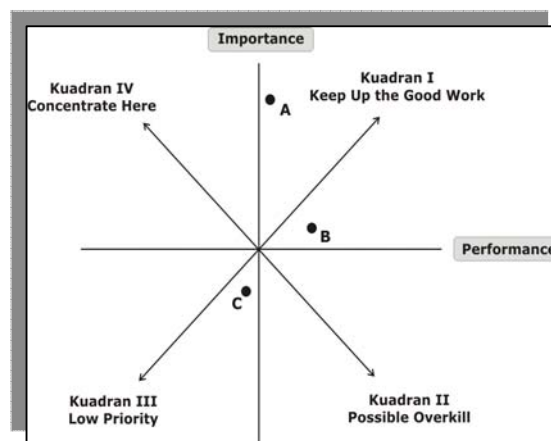 Importance
Kuadran IV
Concentrate Here
Kuadran I
Keep Up the Good Work
A
B
Performance
C
Kuadran III
Low Priority
Kuadran II
Possible Overkill